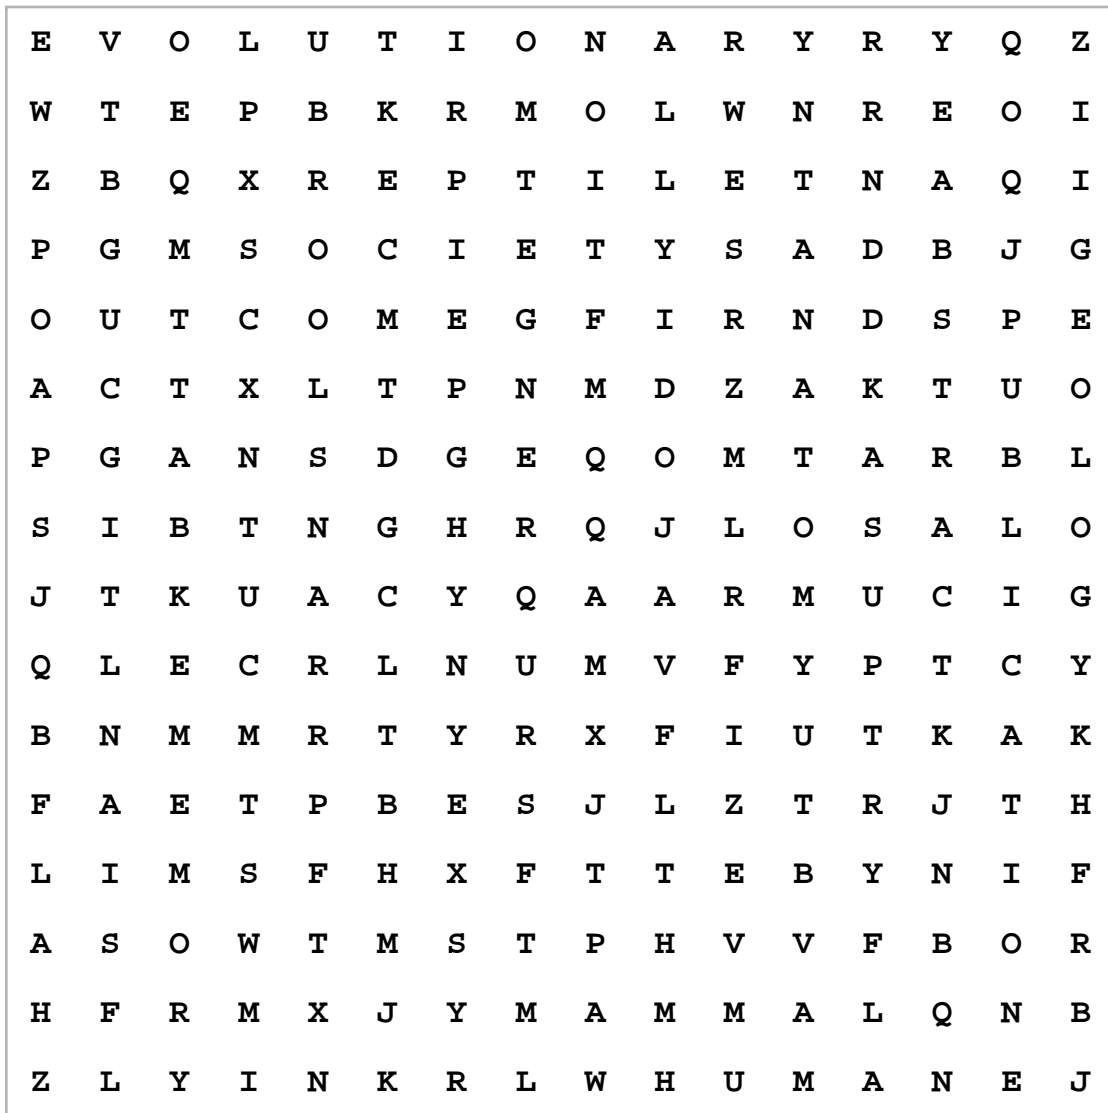 E V O L U T I O N A R Y R Y Q Z
W T E P B K R M O L W N R E O I
Z B Q X R E P T I L E T N A Q I
P G M S O C I E T Y S A D B J G
O U T C O M E G F I R N D S P E
A C T X L T P N M D Z A K T U O
P G A N S D G E Q O M T A R B L
S I B T N G H R Q J L O S A L O
J T K U A C Y Q A A R M U C I G
Q L E C R L N U M V F Y P T C Y
B N M M R T Y R X F I U T K A K
F A E T P B E S J L Z T R J T H
L I M S F H X F T T E B Y N I F
A S O W T M S T P H V V F B O R
H F R M X J Y M A M M A L Q N B
Z L Y I N K R L W H U M A N E J